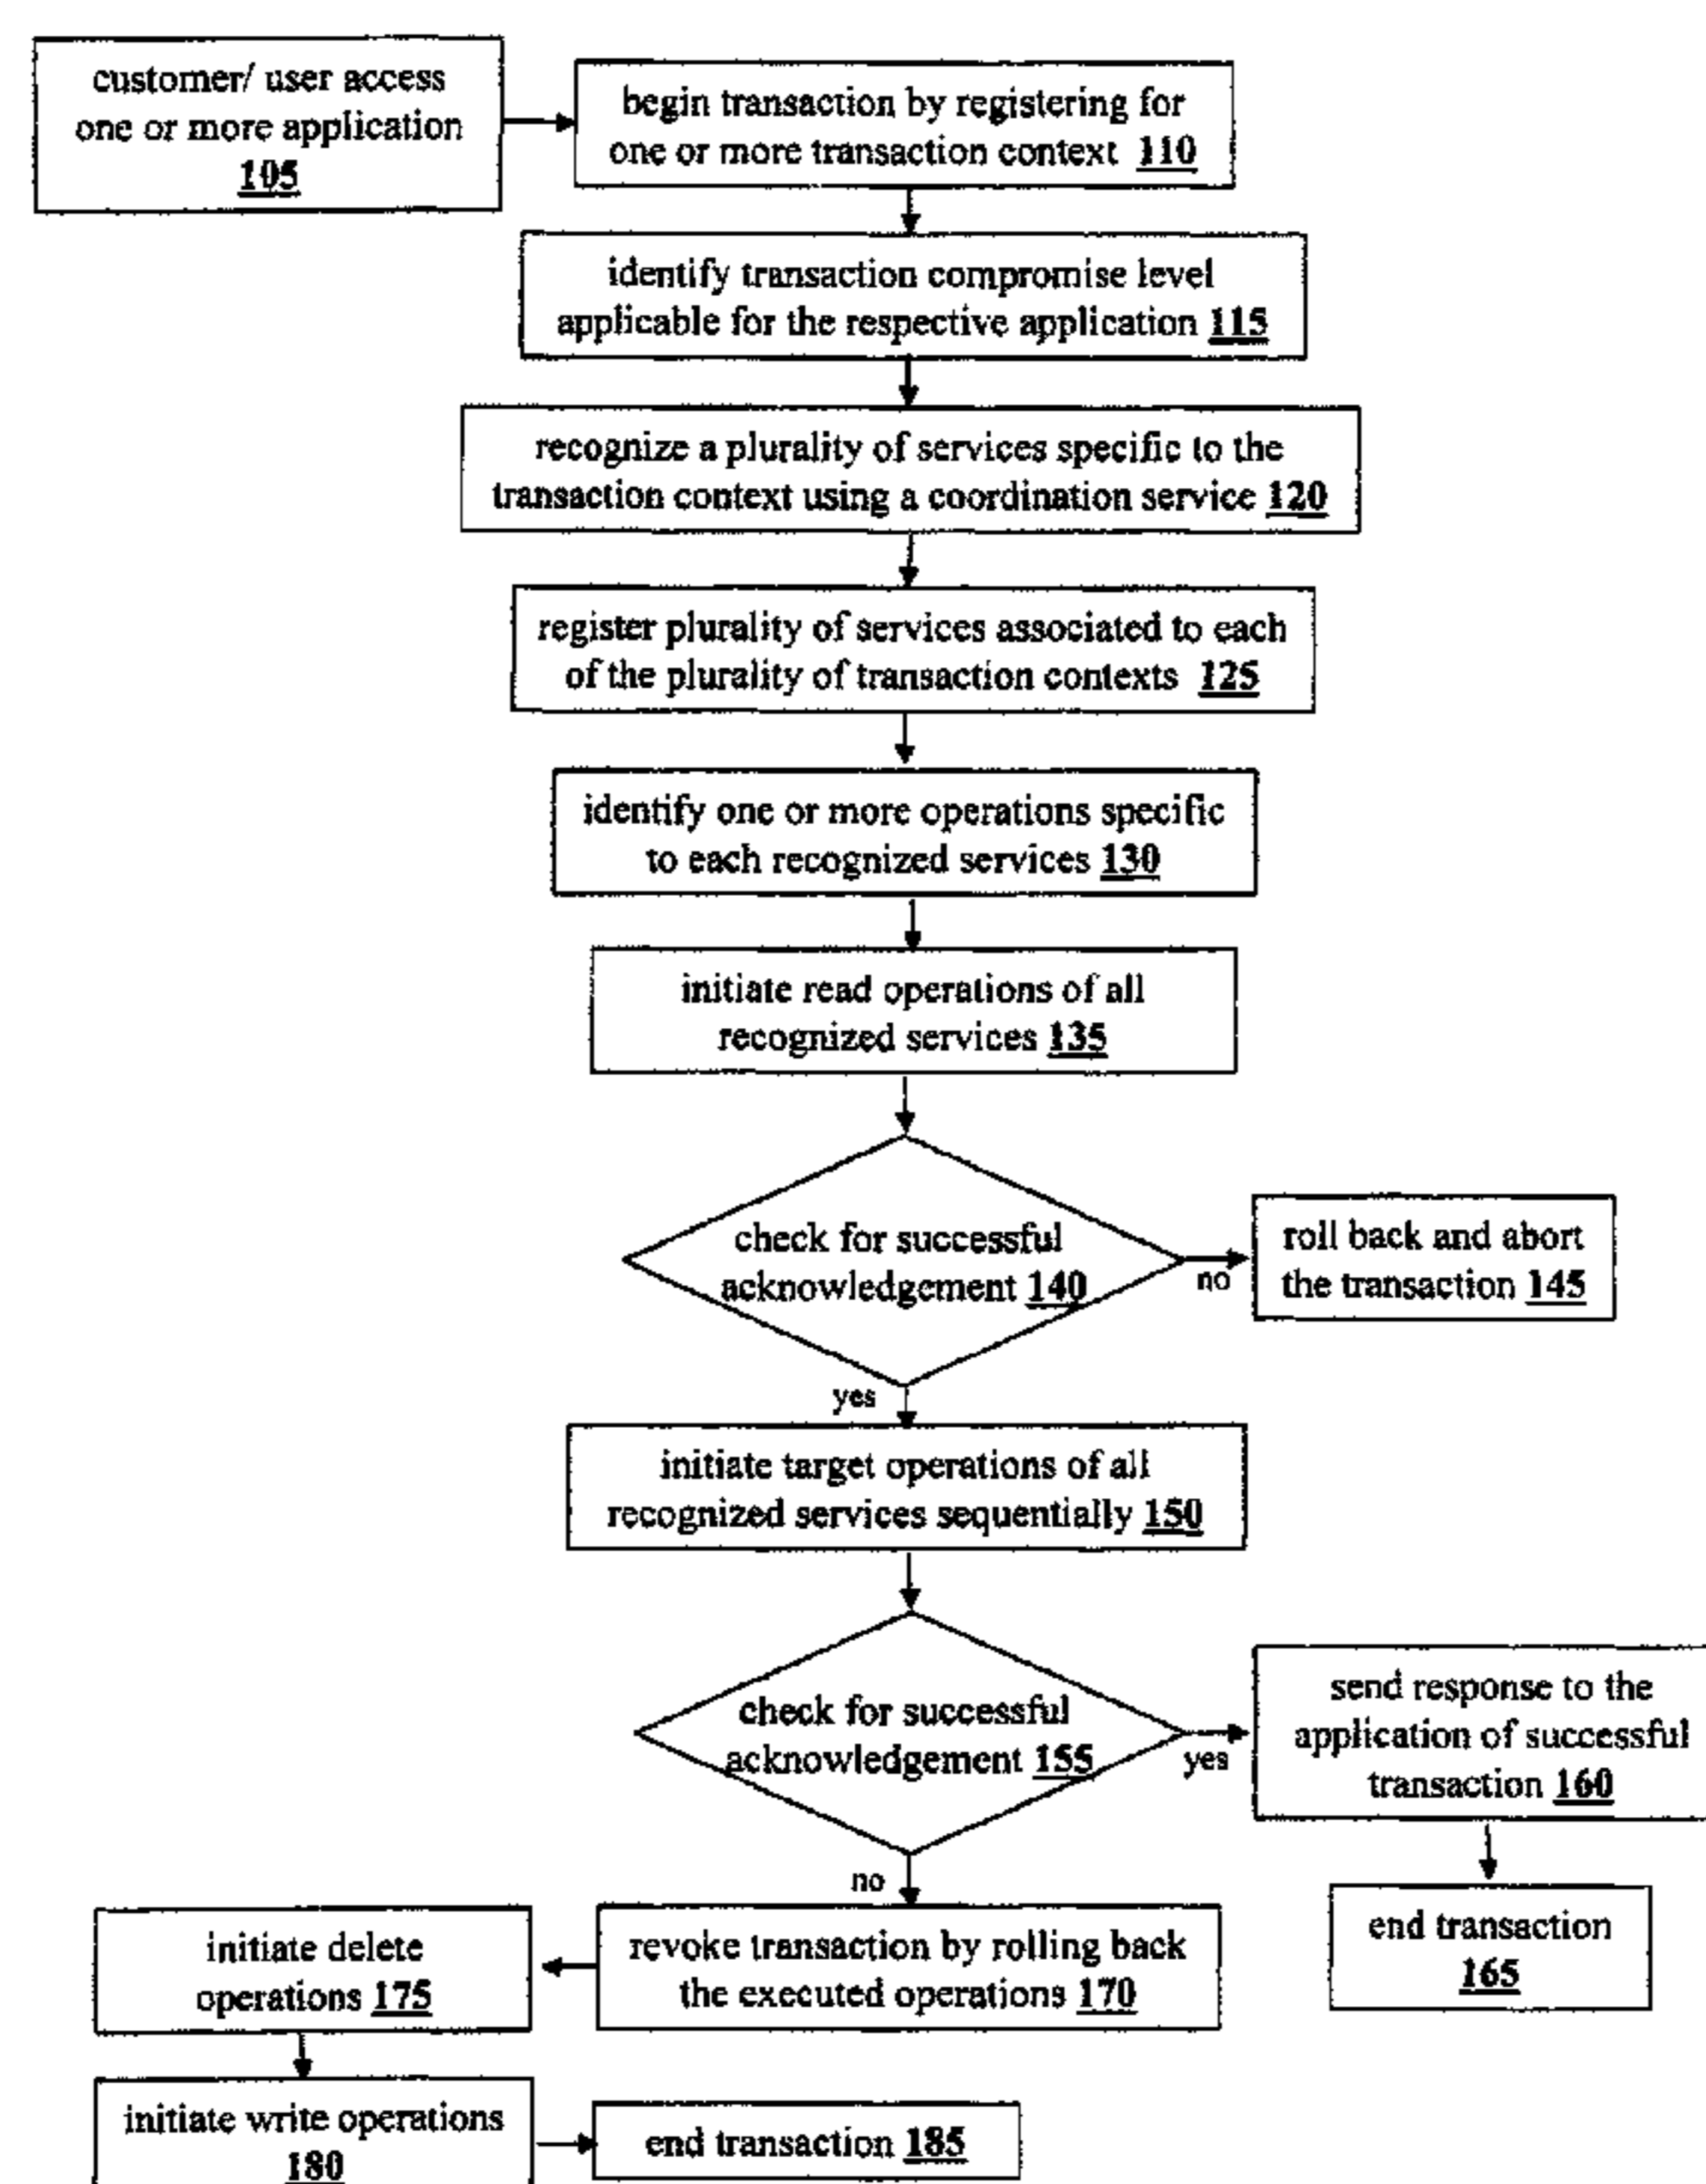 customer/ user access
one or more application
105
begin transaction by registering for
one or more transaction context 110
identify transaction compromise level
applicable for the respective application 115
recognize a plurality of services specific to the
transaction context using a coordination service 120
register plurality of services associated to each
of the plurality of transaction contexts 125
identify one or more operations specific
to each recognized services 130
initiate read operations of all
recognized services 135
check for successful
acknowledgement 140
no
roll back and abort
the transaction 145
yes
initiate target operations of all
recognized services sequentially 150
check for successful
acknowledgement 155
yes
send response to the
application of successful
transaction 160
no
end transaction
165
revoke transaction by rolling back
the executed operations 170
initiate delete
operations 175
initiate write operations
180
end transaction 185